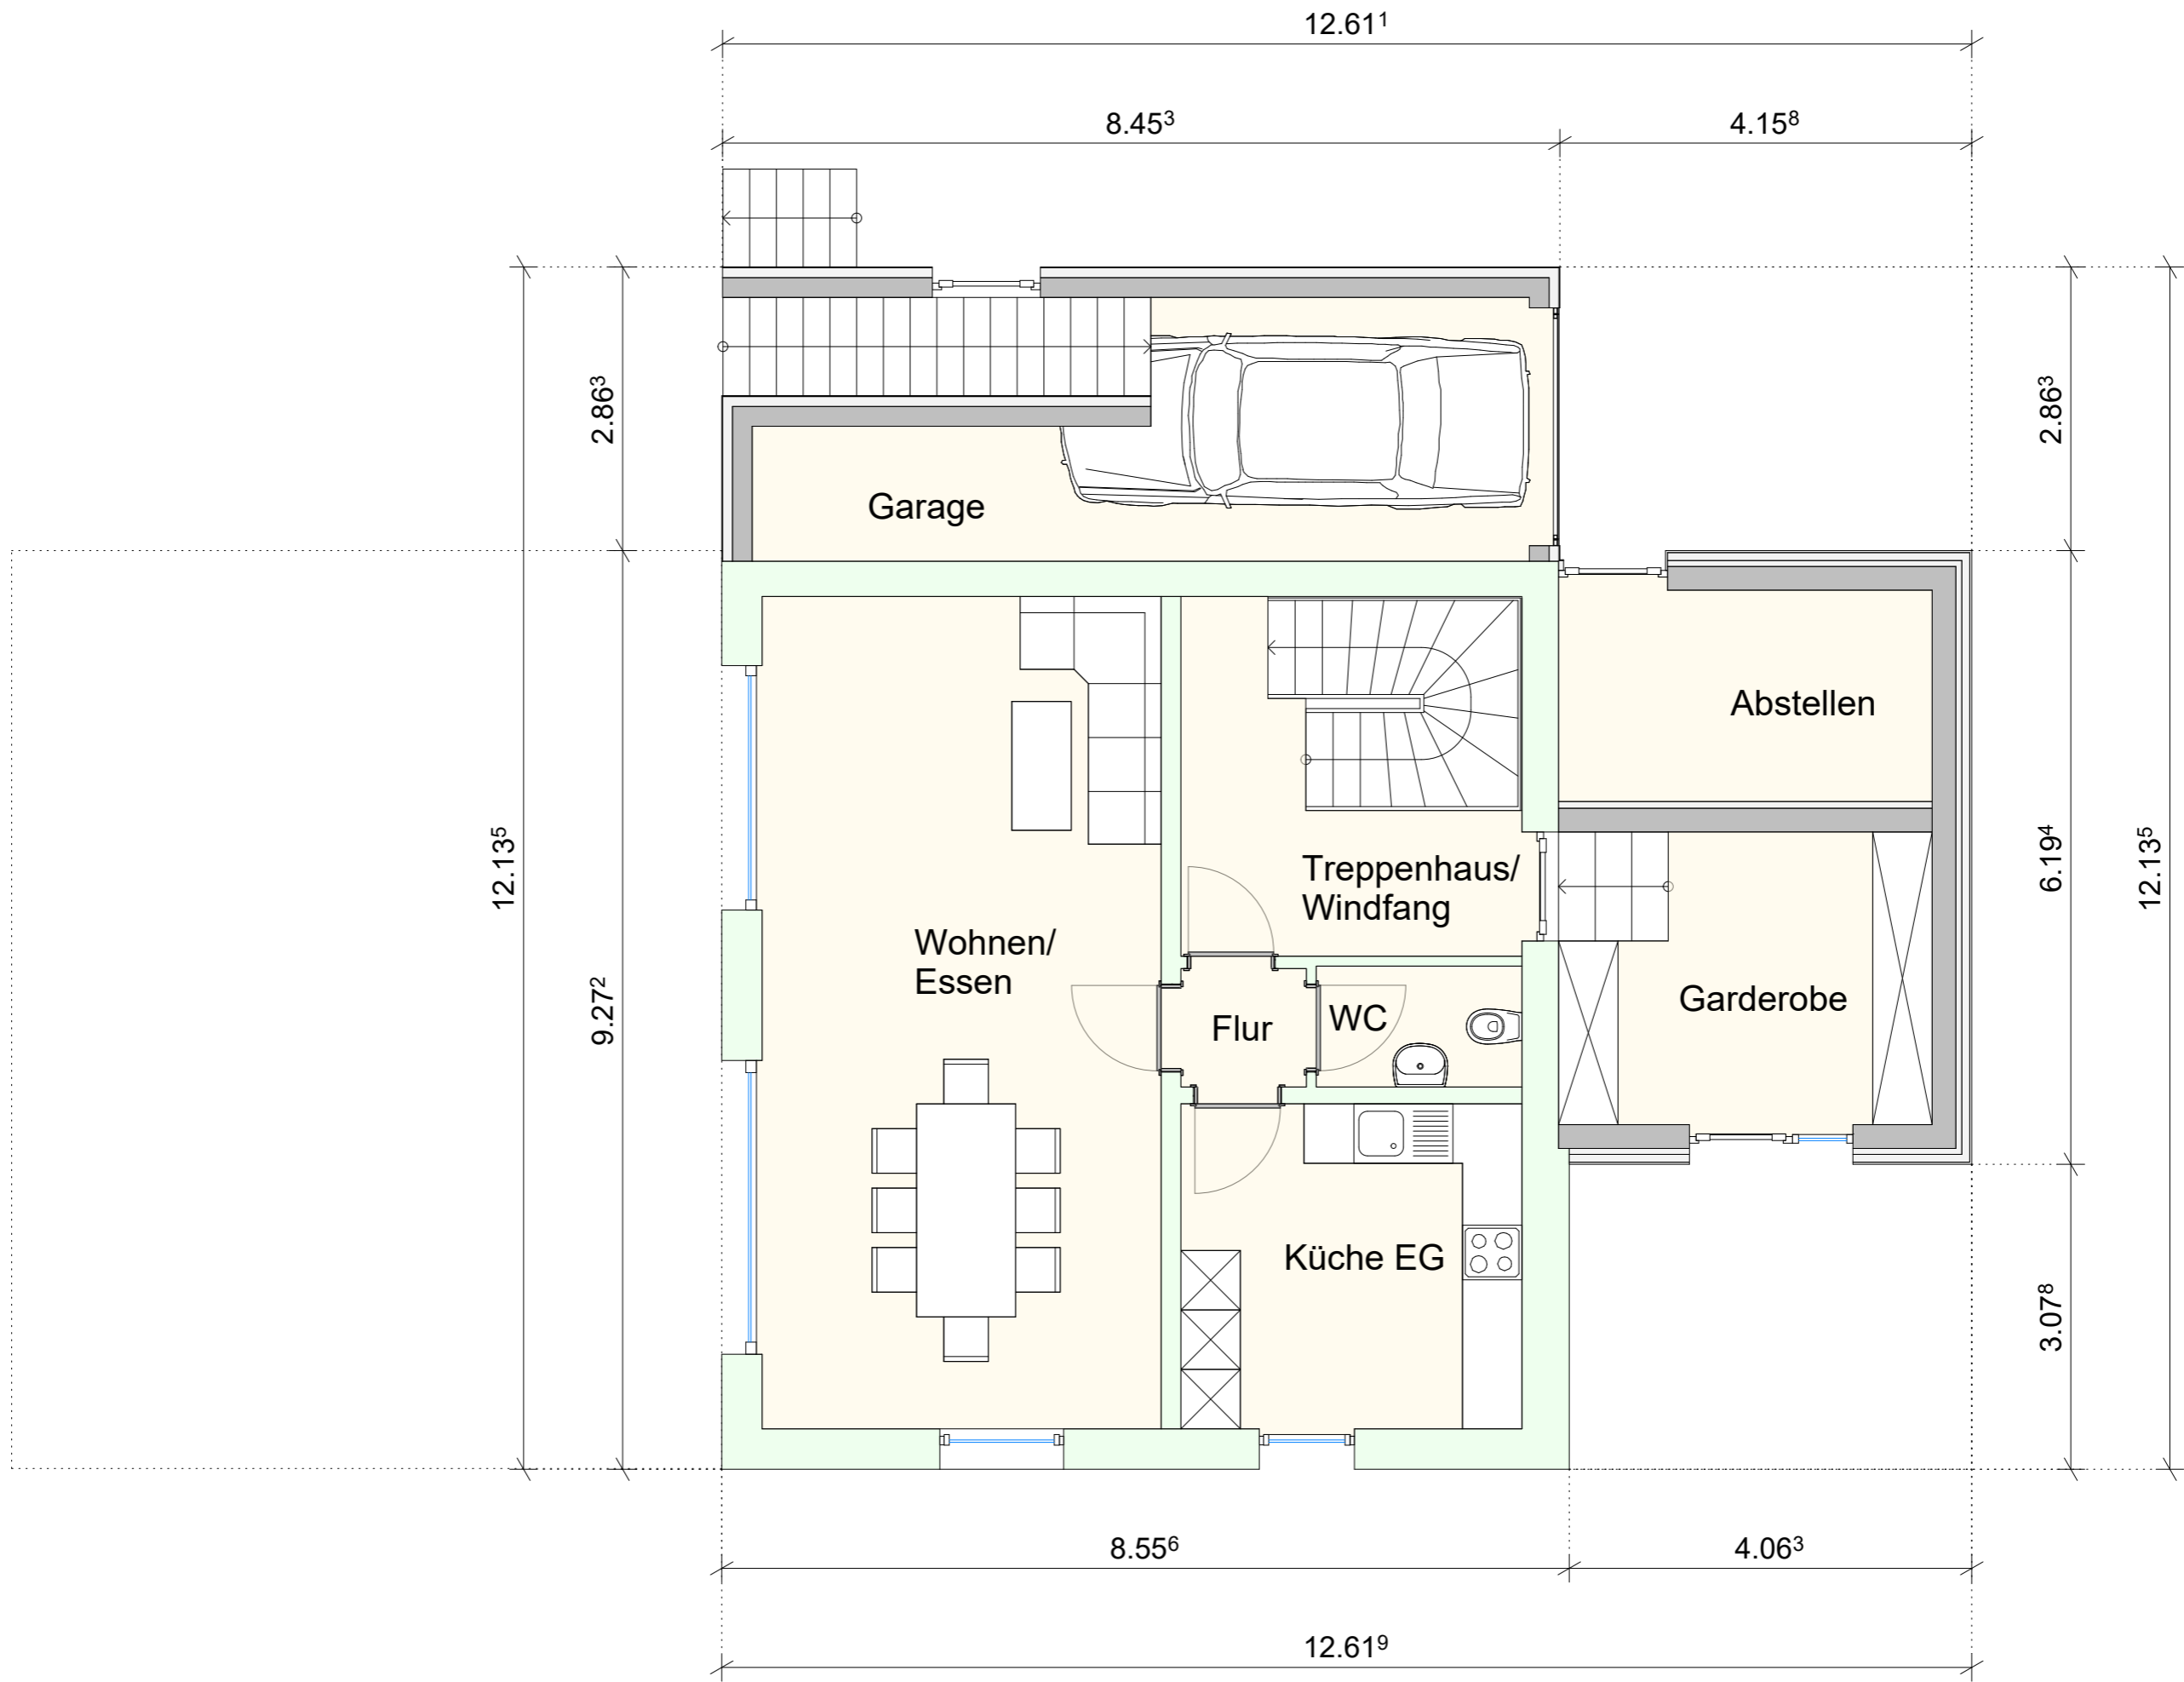 12.61¹
8.45³
4.15⁸
2.86³
2.86³
Garage
Abstellen
12.13⁵
6.19⁴
12.13⁵
Treppenhaus/
Windfang
Wohnen/
Essen
9.27²
Flur
WC
Garderobe
Küche EG
3.07⁸
8.55⁶
4.06³
12.61⁹